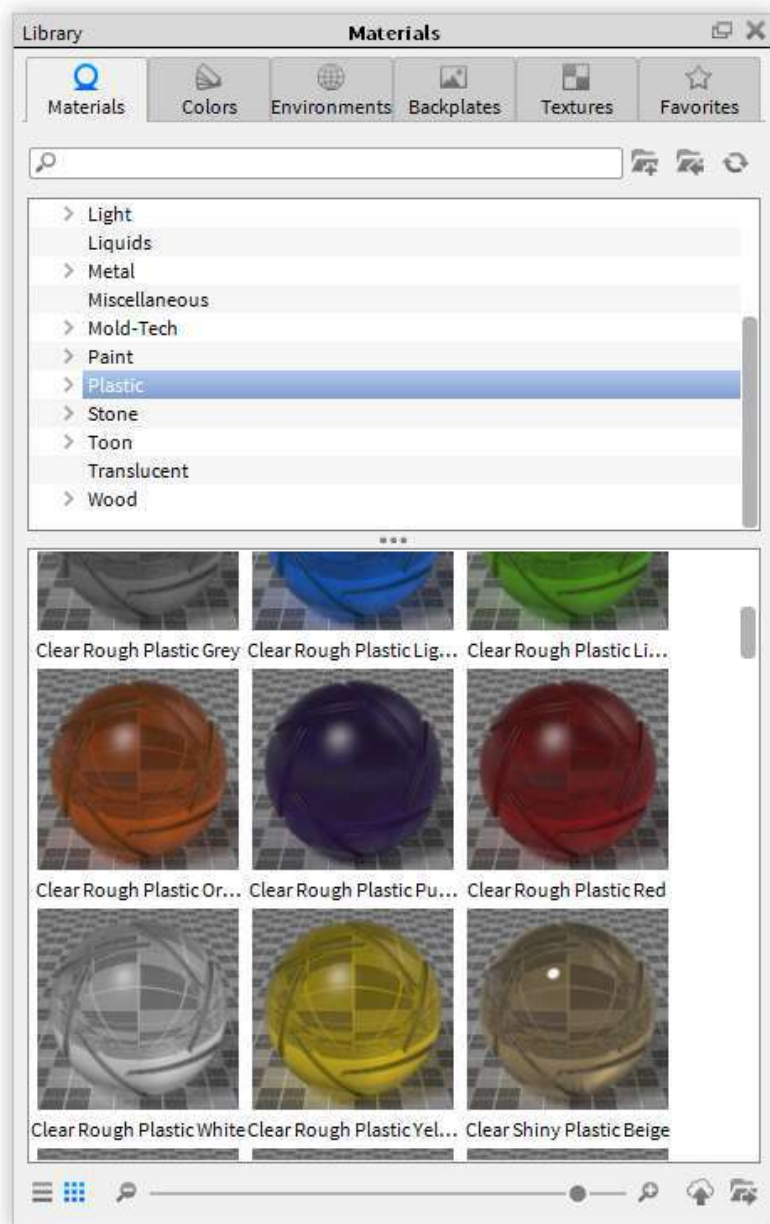 Library Materials
Materials Colors Environments Backplates Textures Favorites
Light
Liquids
Metal
Miscellaneous
Mold-Tech
Paint
Plastic
Stone
Toon
Translucent
Wood
Clear Rough Plastic Grey Clear Rough Plastic Lig... Clear Rough Plastic Li...
Clear Rough Plastic Or... Clear Rough Plastic Pu... Clear Rough Plastic Red
Clear Rough Plastic White Clear Rough Plastic Yel... Clear Shiny Plastic Beige